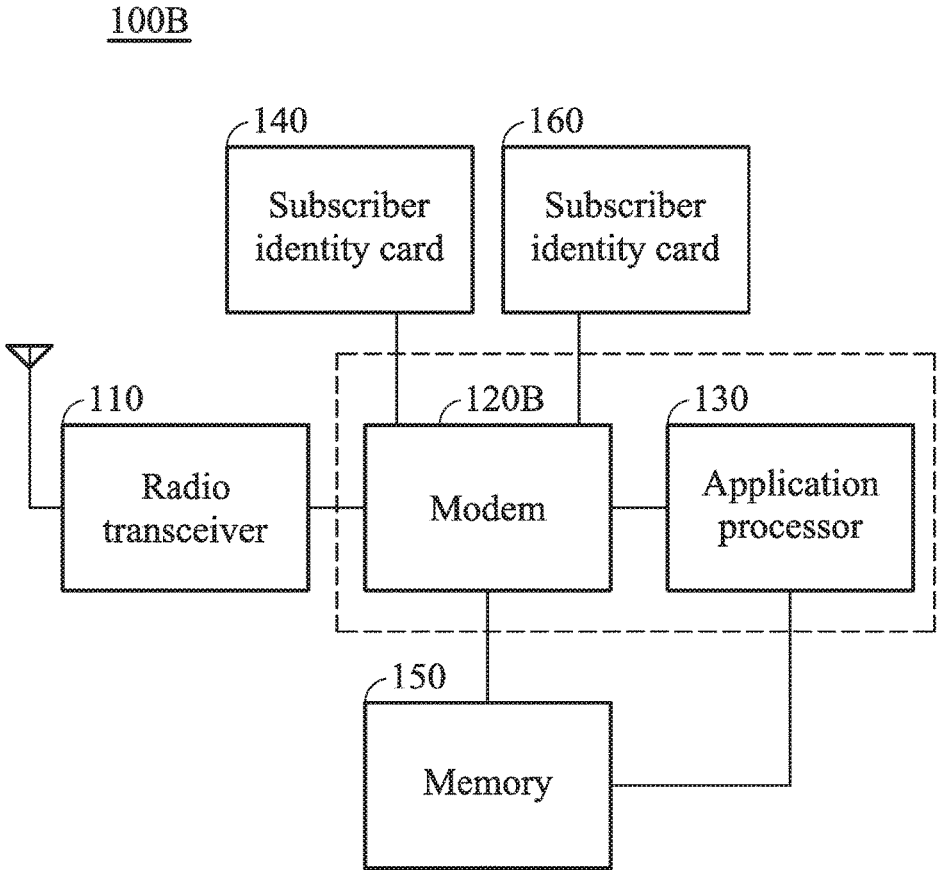 100B
140
160
Subscriber
identity card
Subscriber
identity card
110
120B
130
Radio
transceiver
Modem
Application
processor
150
Memory